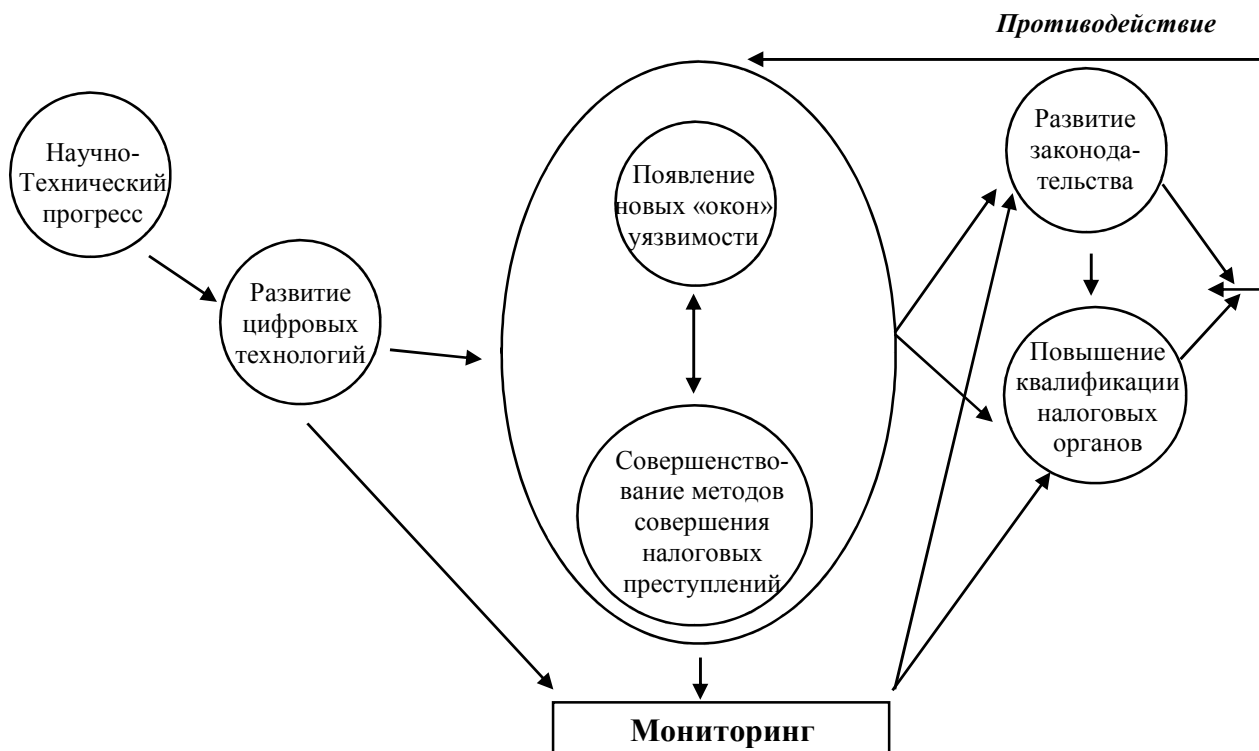 Противодействие
Научно-
Технический
прогресс
Развитие
цифровых
технологий
Появление
новых «окон»
уязвимости
Совершенство-
вание методов
совершения
налоговых
преступлений
Развитие
законода-
тельства
Повышение
квалификации
налоговых
органов
Мониторинг